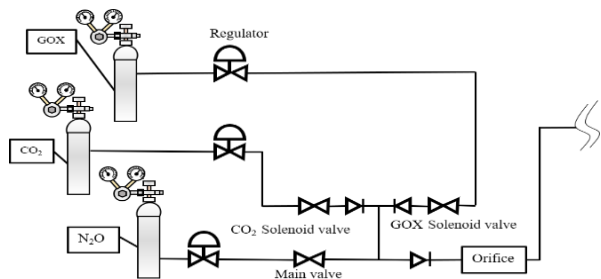 GOX
Regulator
CO₂
CO₂ Solenoid valve
GOX Solenoid valve
N₂O
Main valve
Orifice